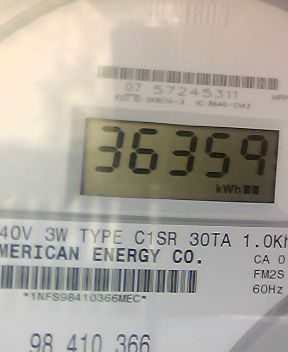 07 57245311
36359
kWh
40V 3W TYPE C1SR 30TA 1.0Kh
MERICAN ENERGY CO.
CA 0
FM2S
*1NFS98410366MEC*
60Hz
98 410 366